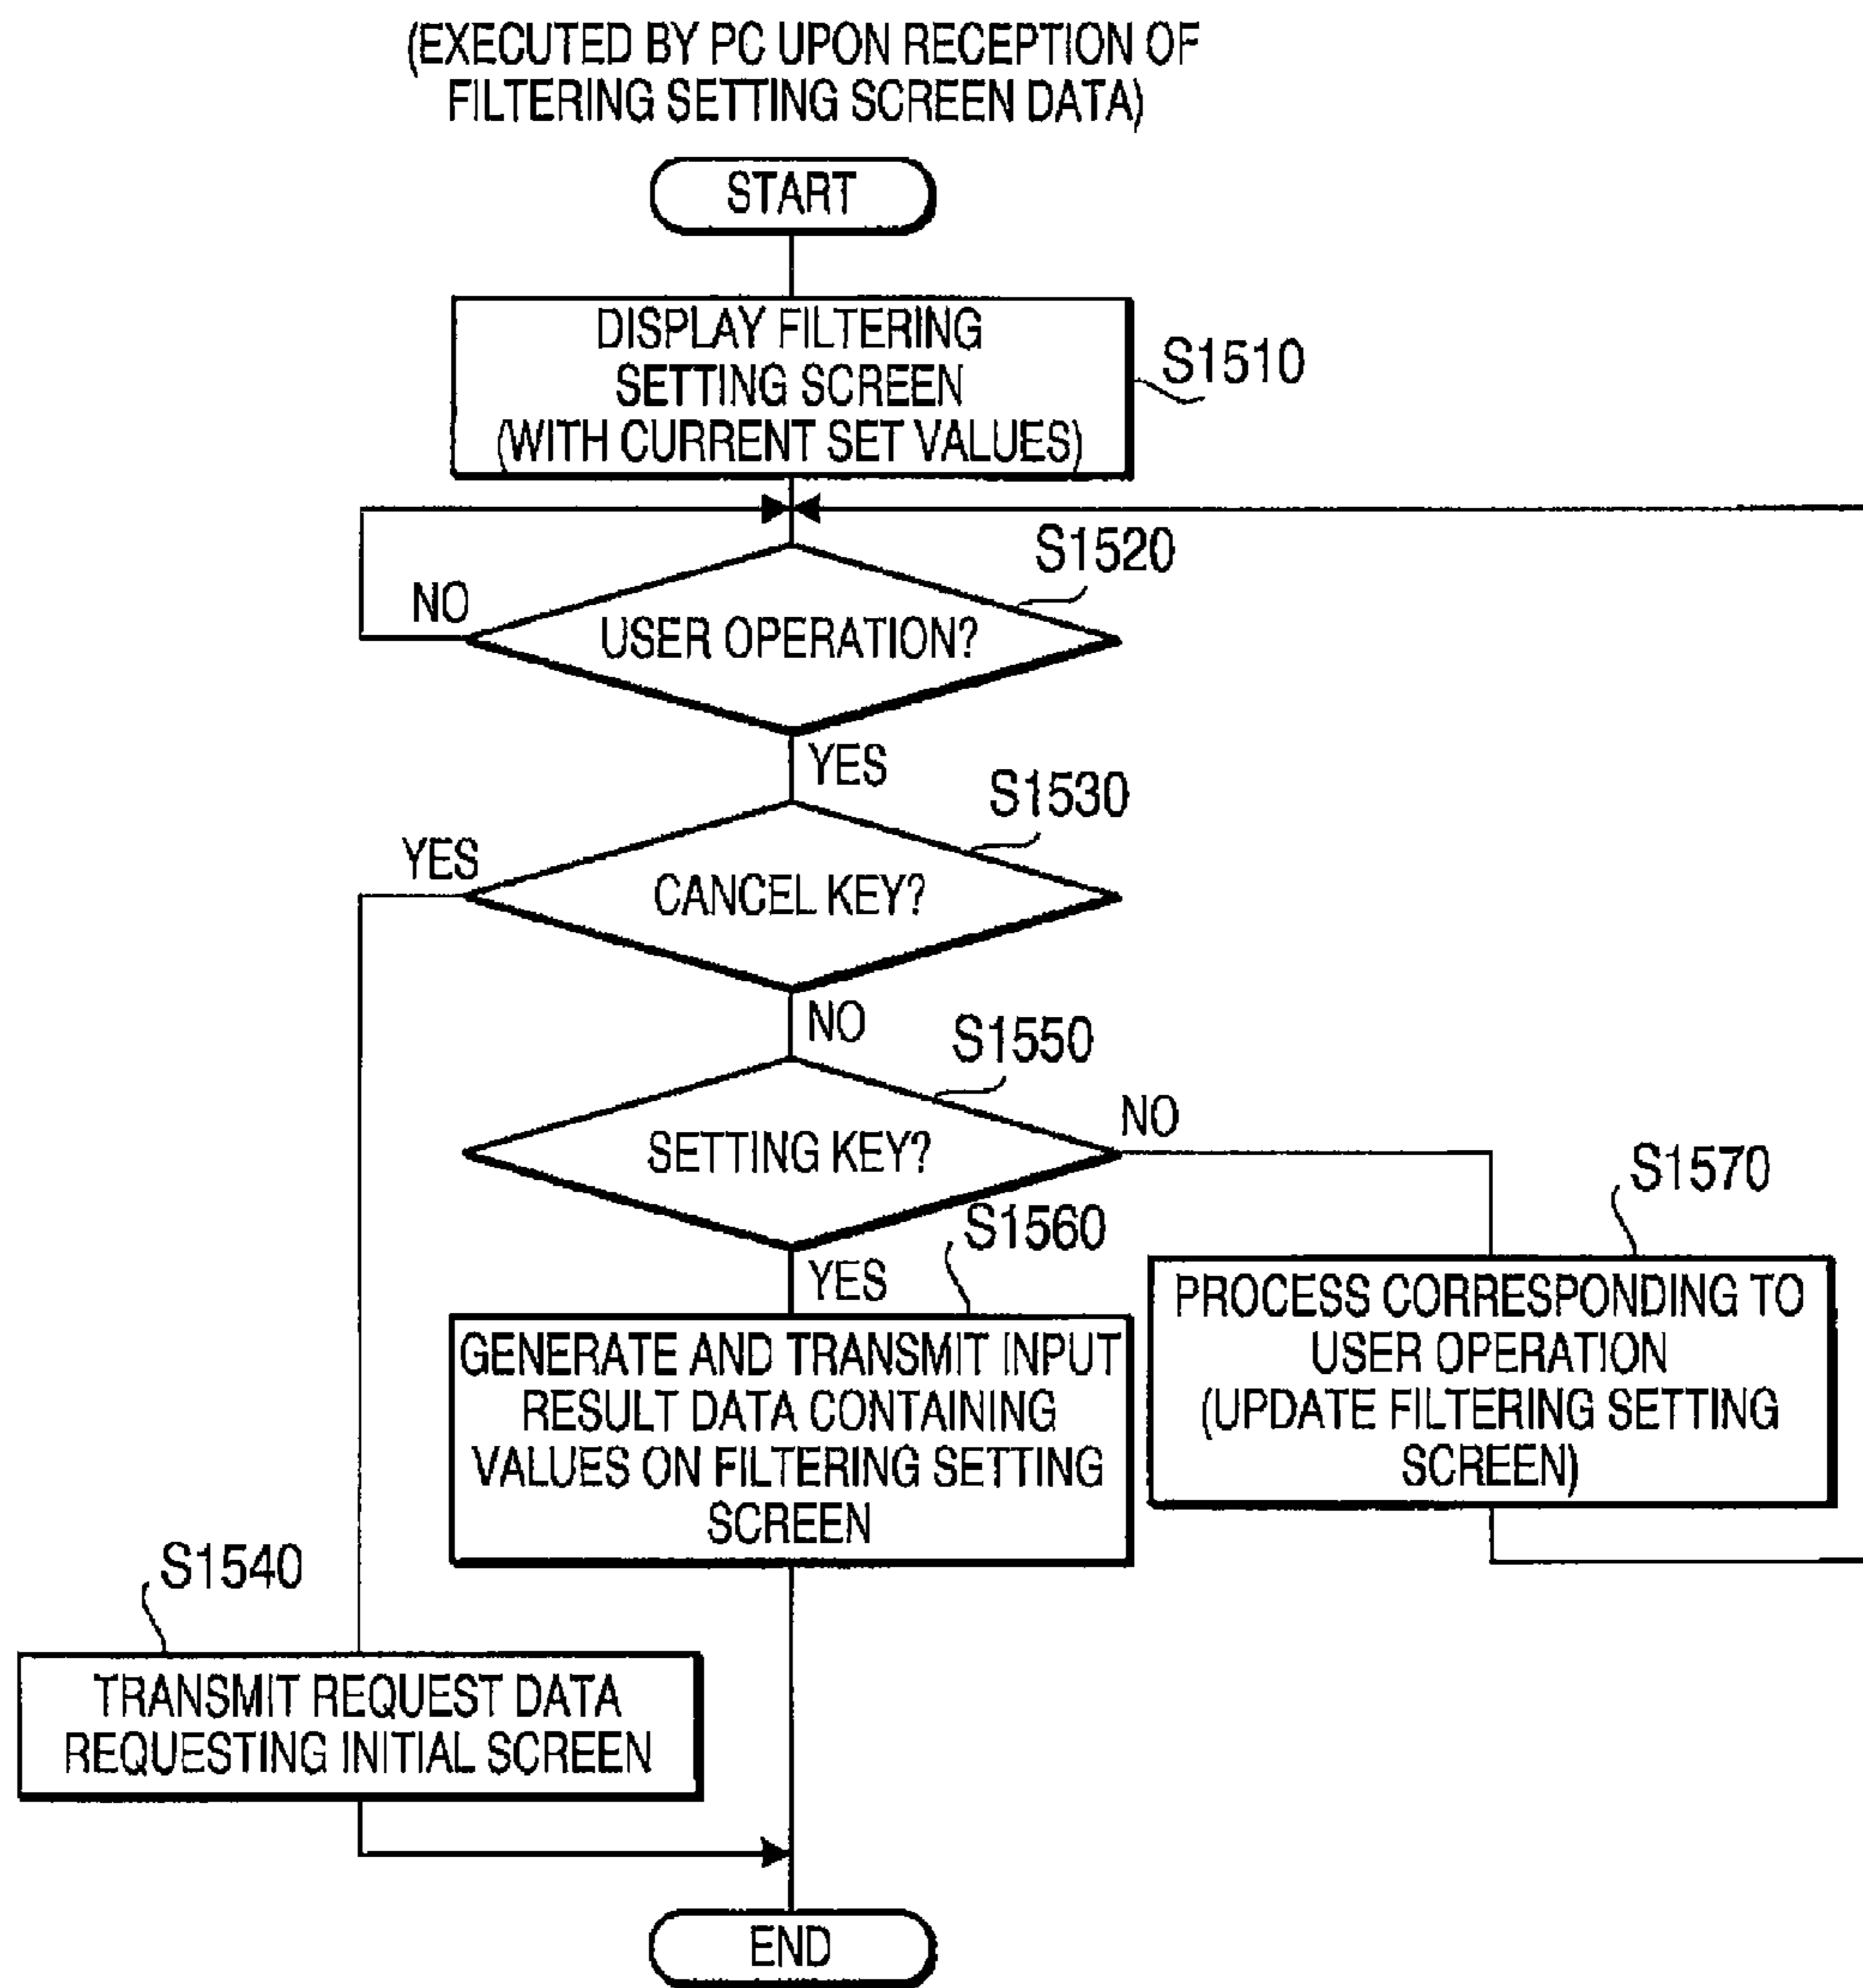 (EXECUTED BY PC UPON RECEPTION OF
FILTERING SETTING SCREEN DATA)
START
DISPLAY FILTERING
SETTING SCREEN
(WITH CURRENT SET VALUES)
S1510
S1520
NO
USER OPERATION?
YES
S1530
YES
CANCEL KEY?
NO
S1550
NO
SETTING KEY?
S1570
S1560
YES
GENERATE AND TRANSMIT INPUT
RESULT DATA CONTAINING
VALUES ON FILTERING SETTING
SCREEN
PROCESS CORRESPONDING TO
USER OPERATION
(UPDATE FILTERING SETTING
SCREEN)
S1540
TRANSMIT REQUEST DATA
REQUESTING INITIAL SCREEN
END